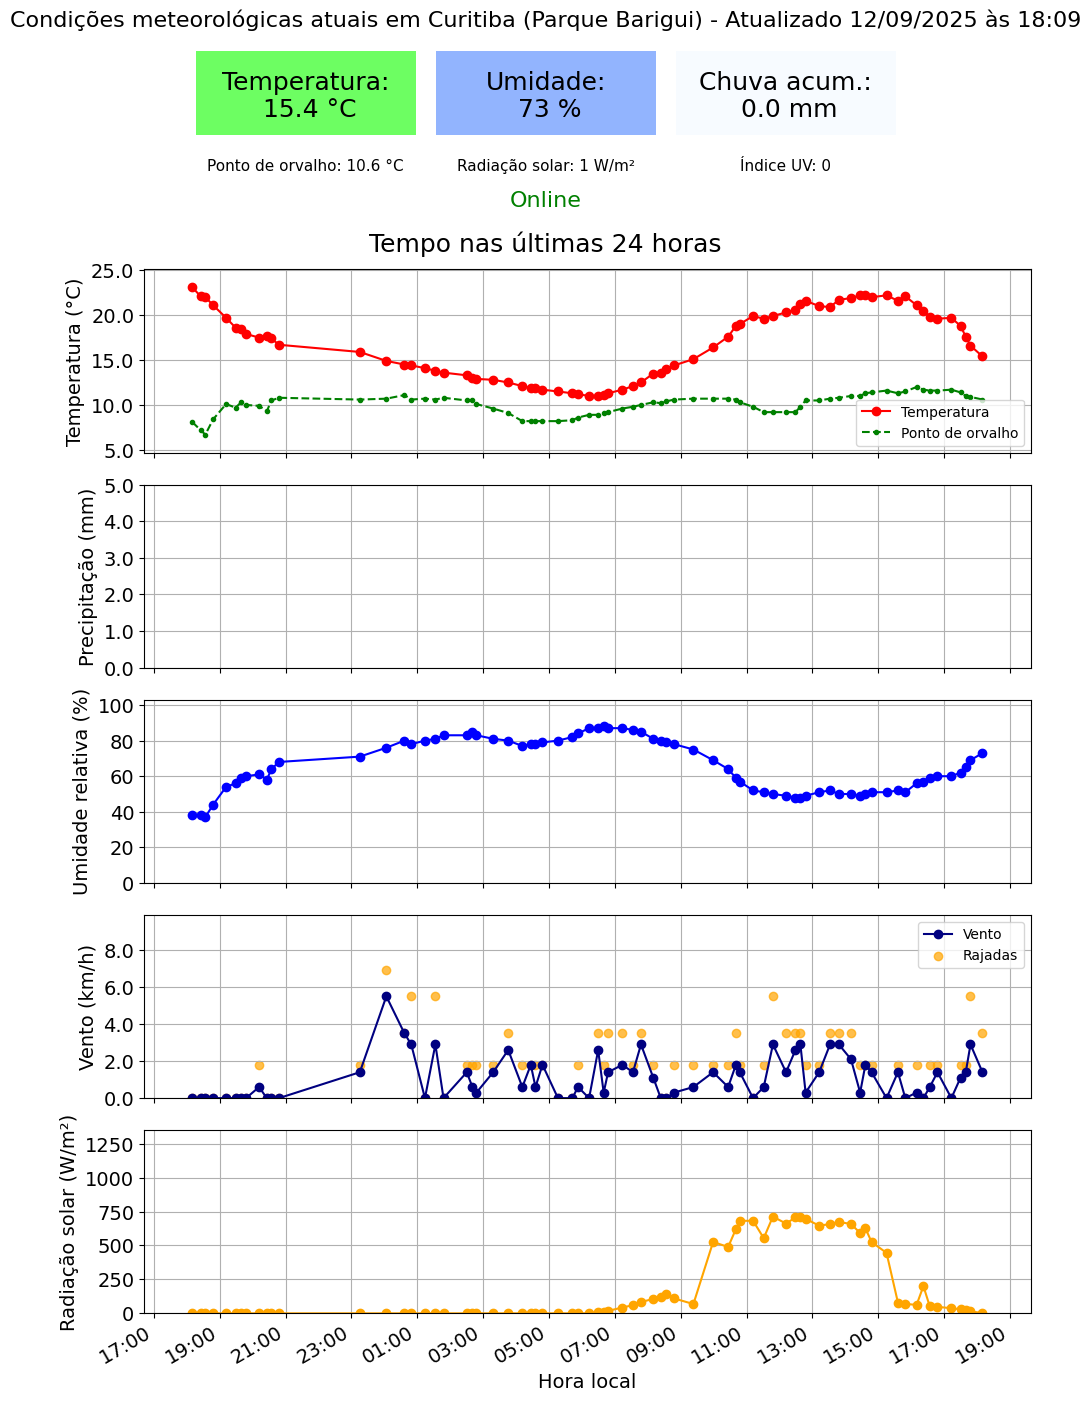 Condições meteorológicas atuais em Curitiba (Parque Barigui) - Atualizado 12/09/2025 às 18:09
Temperatura:
15.4 °C
Umidade:
73 %
Chuva acum.:
0.0 mm
Ponto de orvalho: 10.6 °C
Radiação solar: 1 W/m²
Índice UV: 0
Online
Tempo nas últimas 24 horas
Temperatura (°C)
25.0
20.0
15.0
10.0
5.0
Temperatura
Ponto de orvalho
Precipitação (mm)
5.0
4.0
3.0
2.0
1.0
0.0
Umidade relativa (%)
100
80
60
40
20
0
Vento (km/h)
8.0
6.0
4.0
2.0
0.0
Vento
Rajadas
Radiação solar (W/m²)
1250
1000
750
500
250
0
17:00
19:00
21:00
23:00
01:00
03:00
05:00
07:00
09:00
11:00
13:00
15:00
17:00
19:00
Hora local